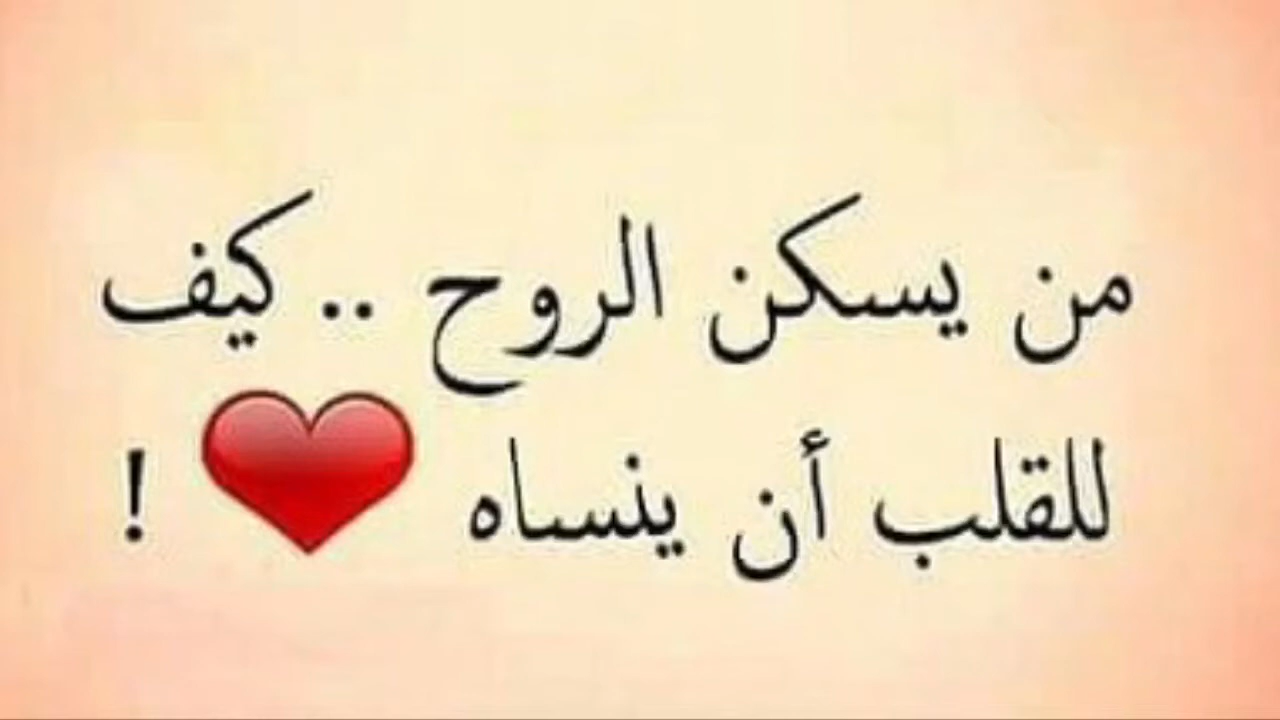 من يسكن الروح .. كيف
للقلب أن ينساه ❤ !